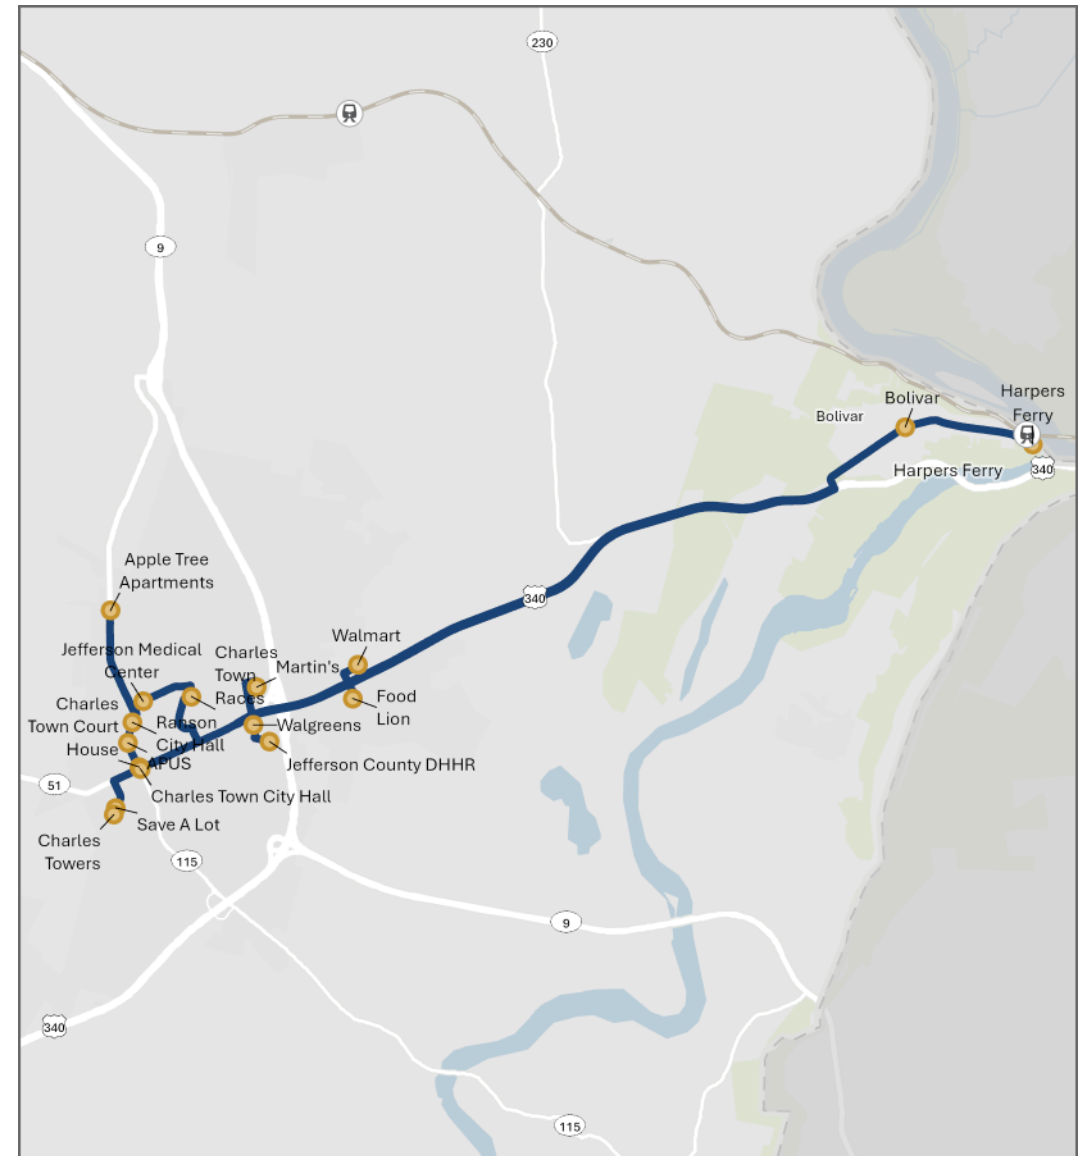 230
9
Harpers
Ferry
Bolivar
Bolivar
Harpers Ferry
340
Apple Tree
Apartments
340
Walmart
Jefferson Medical
Center
Charles
Town
Races
Martin's
Food
Lion
Charles
Town Court
House
Ranson
City Hall
Walgreens
APUS
Jefferson County DHHR
51
Charles Town City Hall
Save A Lot
Charles
Towers
115
9
340
115